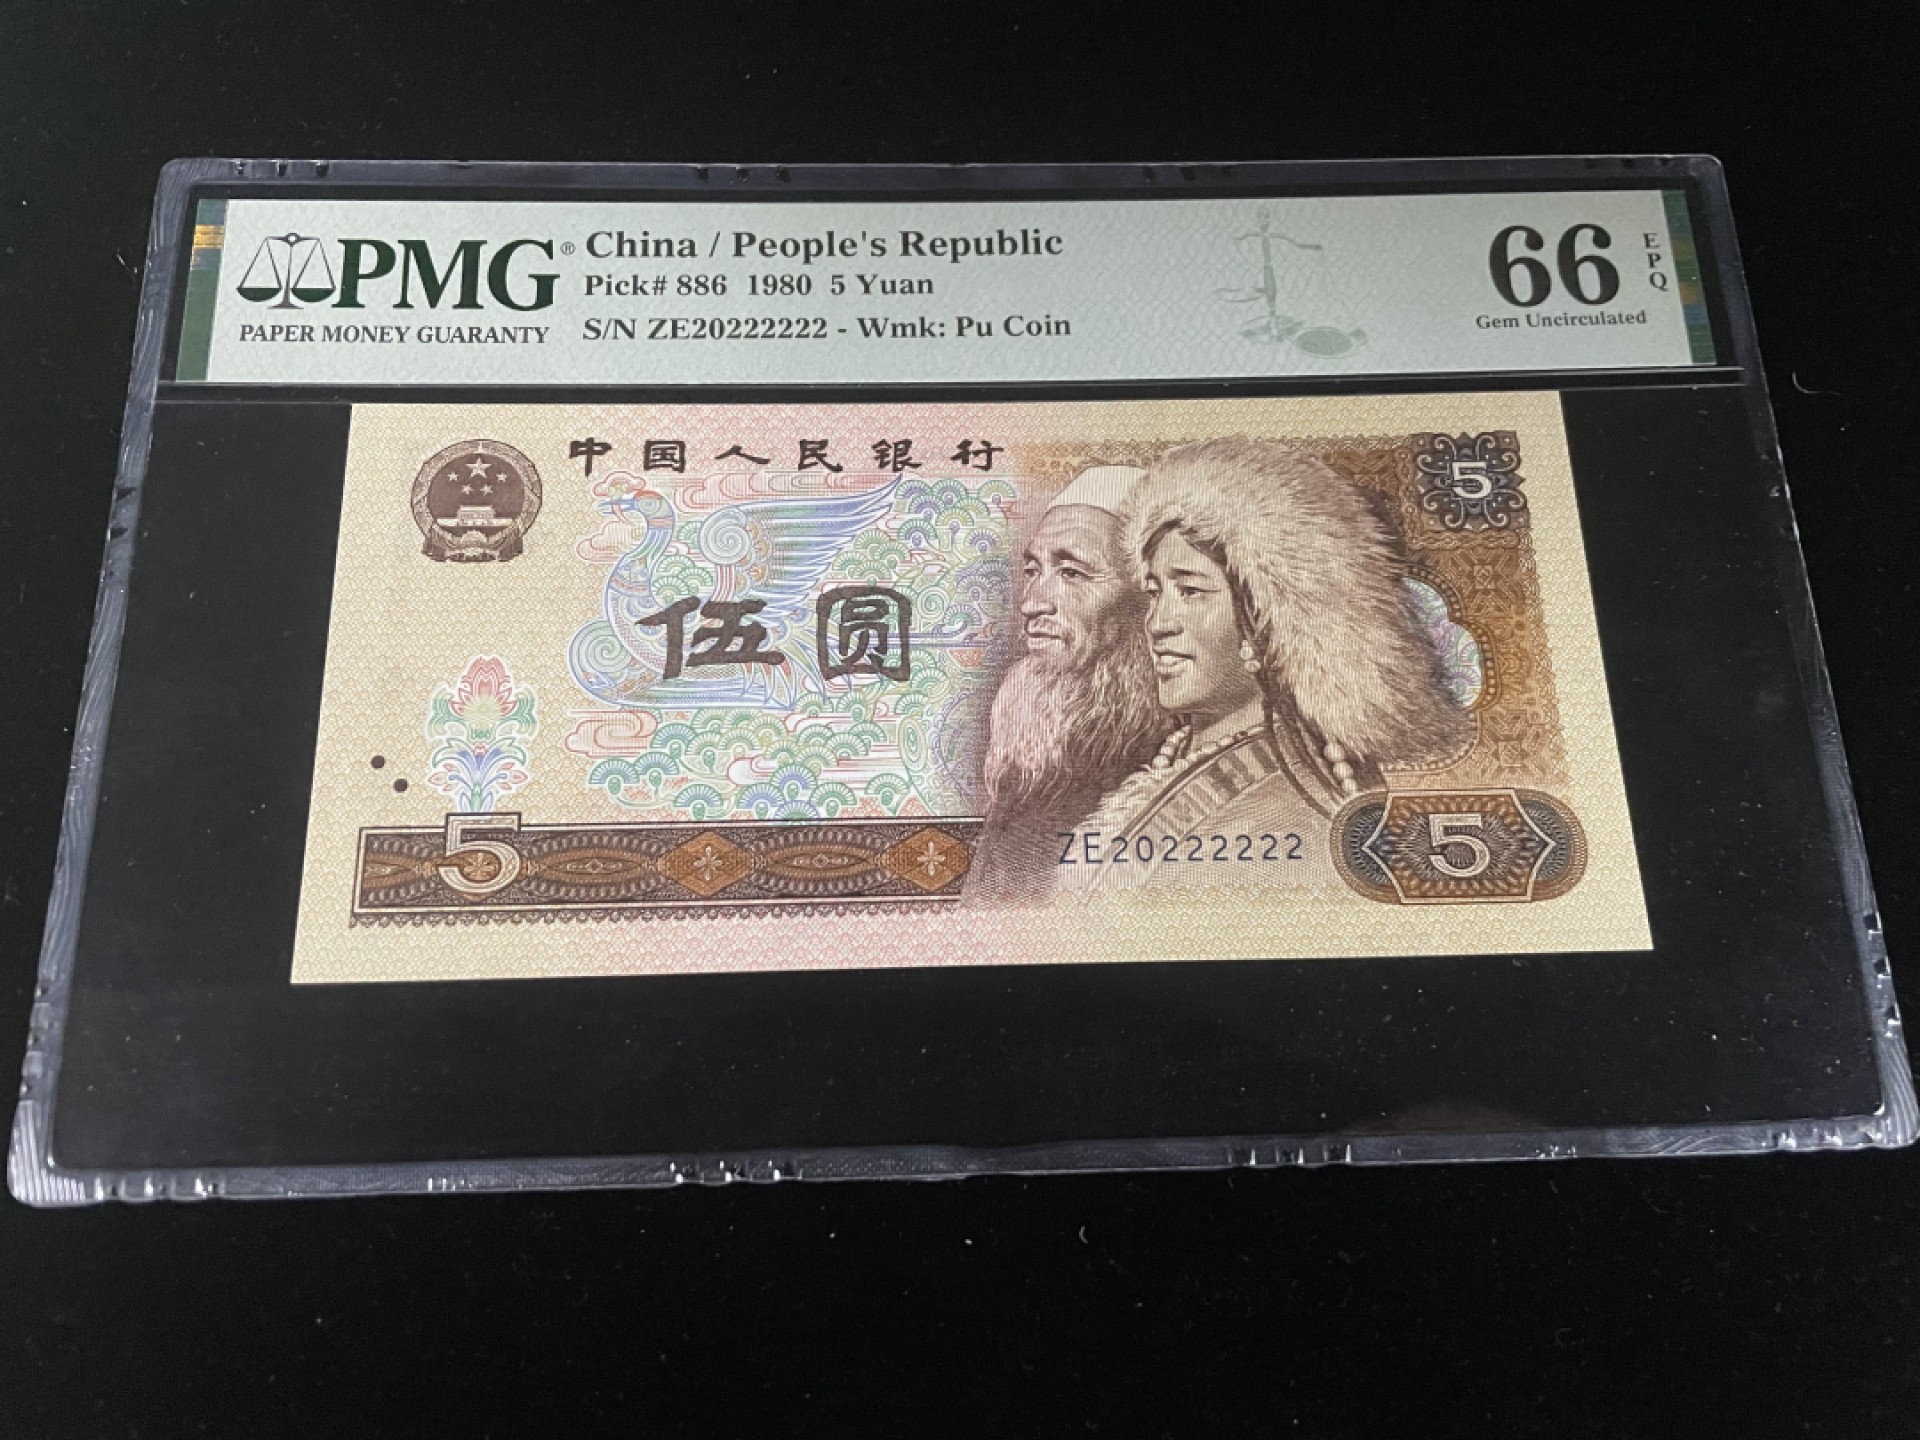 PMG®
PAPER MONEY GUARANTY
China / People's Republic
Pick# 886 1980 5 Yuan
S/N ZE20222222 - Wmk: Pu Coin
66
EPQ
Gem Uncirculated
中国人民银行
5
伍圆
5
ZE20222222
5